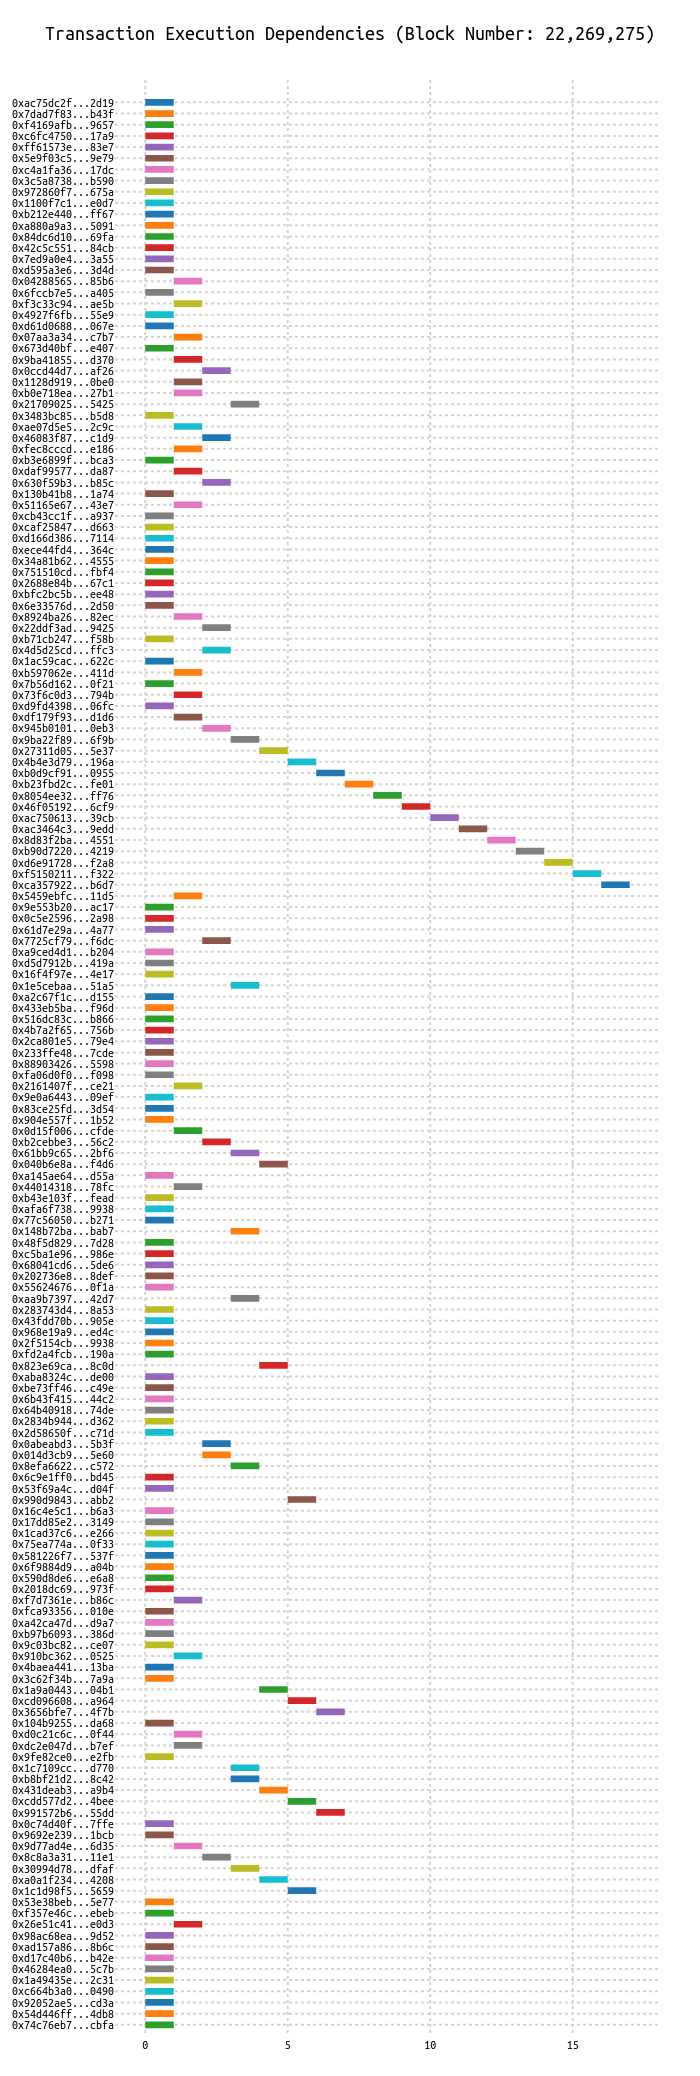 Transaction Execution Dependencies (Block Number: 22,269,275)
0xac75dc2f...2d19
0x7dad7f83...b43f
0xf4169afb...9657
0xc6fc4750...17a9
0xff61573e...83e7
0x5e9f03c5...9e79
0xc4a1fa36...17dc
0x3c5a8738...b590
0x972860f7...675a
0x1100f7c1...e0d7
0xb212e440...ff67
0xa880a9a3...5091
0x84dc6d10...69fa
0x42c5c551...84cb
0x7ed9a0e4...3a55
0xd595a3e6...3d4d
0x04288565...85b6
0x6fccb7e5...a405
0xf3c33c94...ae5b
0x4927f6fb...55e9
0xd61d0688...067e
0x07aa3a34...c7b7
0x673d40bf...e407
0x9ba41855...d370
0x0ccd44d7...af26
0x1128d919...0be0
0xb0e718ea...27b1
0x21709025...5425
0x3483bc85...b5d8
0xae07d5e5...2c9c
0x46083f87...c1d9
0xfec8cccd...e186
0xb3e6899f...bca3
0xdaf99577...da87
0x630f59b3...b85c
0x130b41b8...1a74
0x51165e67...43e7
0xcb43cc1f...a937
0xcaf25847...d663
0xd166d386...7114
0xece44fd4...364c
0x34a81b62...4555
0x751510cd...fbf4
0x2688e84b...67c1
0xbfc2bc5b...ee48
0x6e33576d...2d50
0x8924ba26...82ec
0x22ddf3ad...9425
0xb71cb247...f58b
0x4d5d25cd...ffc3
0x1ac59cac...622c
0xb597062e...411d
0x7b56d162...0f21
0x73f6c0d3...794b
0xd9fd4398...06fc
0xdf179f93...d1d6
0x945b0101...0eb3
0x9ba22f89...6f9b
0x27311d05...5e37
0x4b4e3d79...196a
0xb0d9cf91...0955
0xb23fbd2c...fe01
0x8054ee32...ff76
0x46f05192...6cf9
0xac750613...39cb
0xac3464c3...9edd
0x8d83f2ba...4551
0xb90d7220...4219
0xd6e91728...f2a8
0xf5150211...f322
0xca357922...b6d7
0x5459ebfc...11d5
0x9e553b20...ac17
0x0c5e2596...2a98
0x61d7e29a...4a77
0x7725cf79...f6dc
0xa9ced4d1...b204
0xd5d7912b...419a
0x16f4f97e...4e17
0x1e5cebaa...51a5
0xa2c67f1c...d155
0x433eb5ba...f96d
0x516dc83c...b866
0x4b7a2f65...756b
0x2ca801e5...79e4
0x233ffe48...7cde
0x88903426...5598
0xfa06d0f0...f098
0x2161407f...ce21
0x9e0a6443...09ef
0x83ce25fd...3d54
0x904e557f...1b52
0x0d15f006...cfde
0xb2cebbe3...56c2
0x61bb9c65...2bf6
0x040b6e8a...f4d6
0xa145ae64...d55a
0x44014318...78fc
0xb43e103f...fead
0xafa6f738...9938
0x77c56050...b271
0x148b72ba...bab7
0x48f5d829...7d28
0xc5ba1e96...986e
0x68041cd6...5de6
0x202736e8...8def
0x55624676...0f1a
0xaa9b7397...42d7
0x283743d4...8a53
0x43fdd70b...905e
0x968e19a9...ed4c
0x2f5154cb...9938
0xfd2a4fcb...190a
0x823e69ca...8c0d
0xaba8324c...de00
0xbe73ff46...c49e
0x6b43f415...44c2
0x64b40918...74de
0x2834b944...d362
0x2d58650f...c71d
0x0abeabd3...5b3f
0x014d3cb9...5e60
0x8efa6622...c572
0x6c9e1ff0...bd45
0x53f69a4c...d04f
0x990d9843...abb2
0x16c4e5c1...b6a3
0x17dd85e2...3149
0x1cad37c6...e266
0x75ea774a...0f33
0x581226f7...537f
0x6f9884d9...a04b
0x590d8de6...e6a8
0x2018dc69...973f
0xf7d7361e...b86c
0xfca93356...010e
0xa42ca47d...d9a7
0xb97b6093...386d
0x9c03bc82...ce07
0x910bc362...0525
0x4baea441...13ba
0x3c62f34b...7a9a
0x1a9a0443...04b1
0xcd096608...a964
0x3656bfe7...4f7b
0x104b9255...da68
0xd0c21c6c...0f44
0xdc2e047d...b7ef
0x9fe82ce0...e2fb
0x1c7109cc...d770
0xb8bf21d2...8c42
0x431deab3...a9b4
0xcdd577d2...4bee
0x991572b6...55dd
0x0c74d40f...7ffe
0x9692e239...1bcb
0x9d77ad4e...6d35
0x8c8a3a31...11e1
0x30994d78...dfaf
0xa0a1f234...4208
0x1c1d98f5...5659
0x53e38beb...5e77
0xf357e46c...ebeb
0x26e51c41...e0d3
0x98ac68ea...9d52
0xad157a86...8b6c
0xd17c40b6...b42e
0x46284ea0...5c7b
0x1a49435e...2c31
0xc664b3a0...0490
0x92052ae5...cd3a
0x54d446ff...4db8
0x74c76eb7...cbfa
0 5 10 15